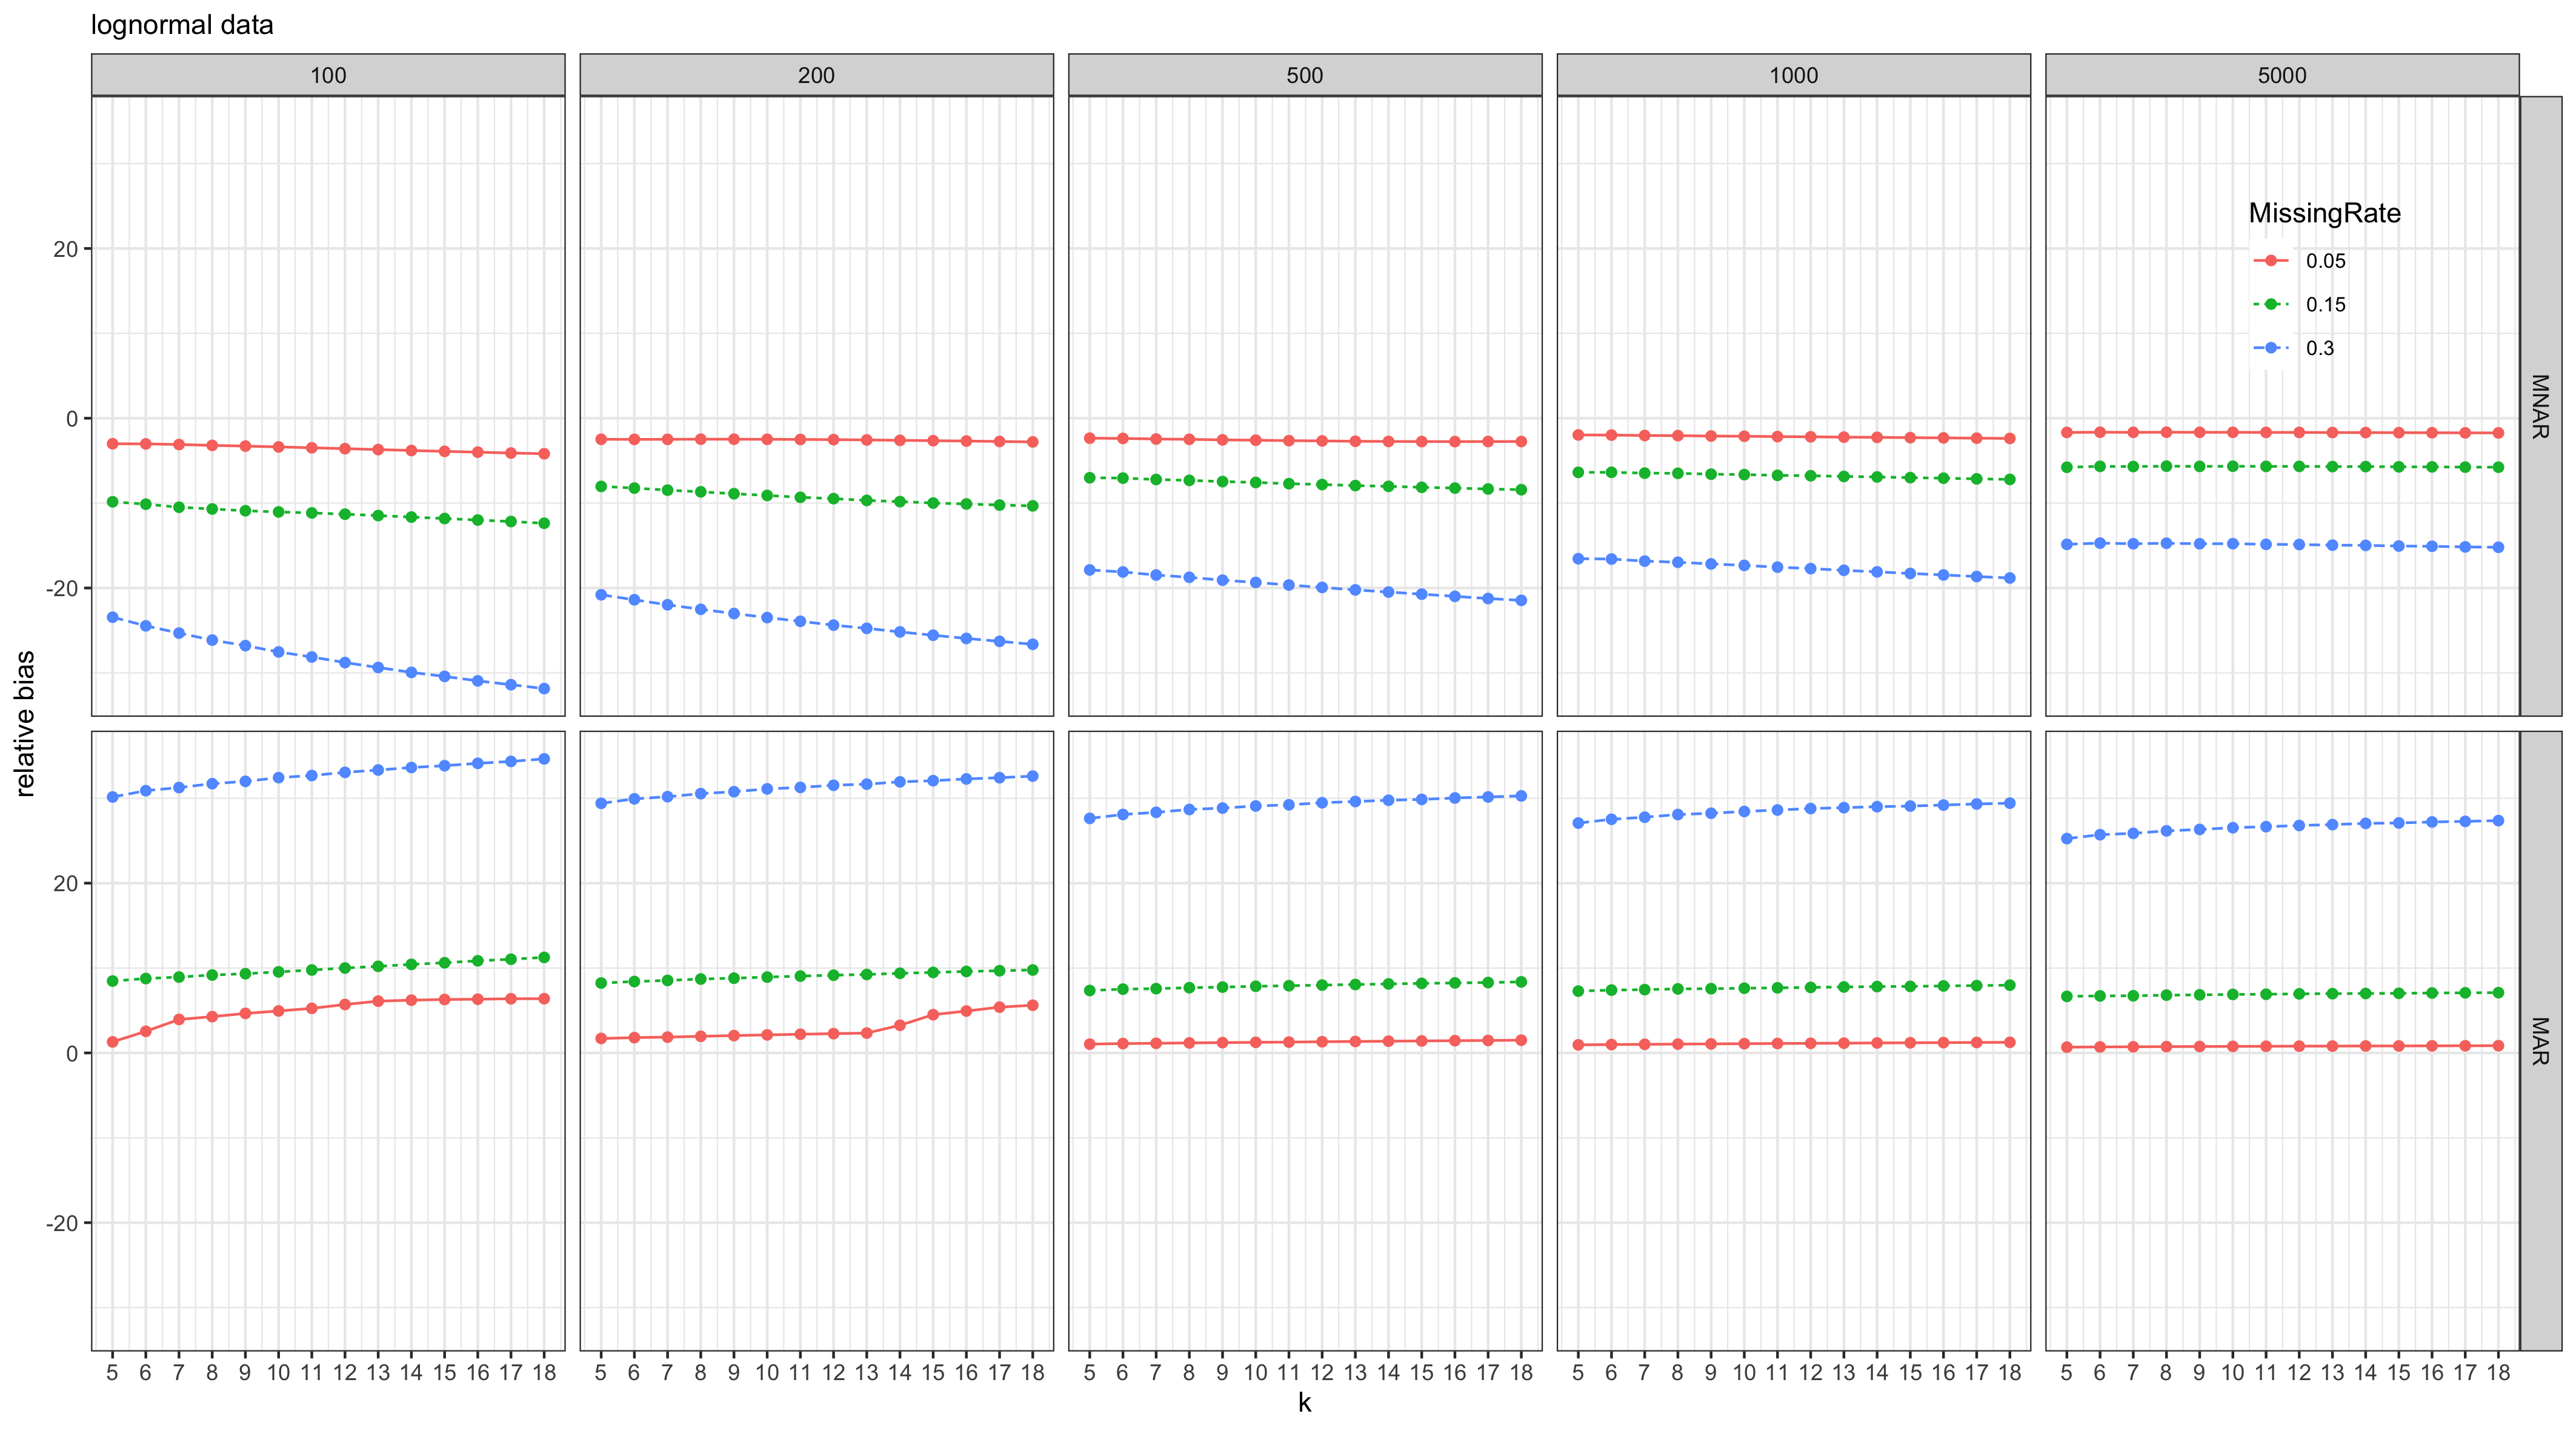 lognormal data
100 200 500 1000 5000
MissingRate
0.05
0.15
0.3
MNAR
20
0
-20
relative bias
MAR
20
0
-20
5 6 7 8 9 10 11 12 13 14 15 16 17 18 5 6 7 8 9 10 11 12 13 14 15 16 17 18 5 6 7 8 9 10 11 12 13 14 15 16 17 18 5 6 7 8 9 10 11 12 13 14 15 16 17 18 5 6 7 8 9 10 11 12 13 14 15 16 17 18
k